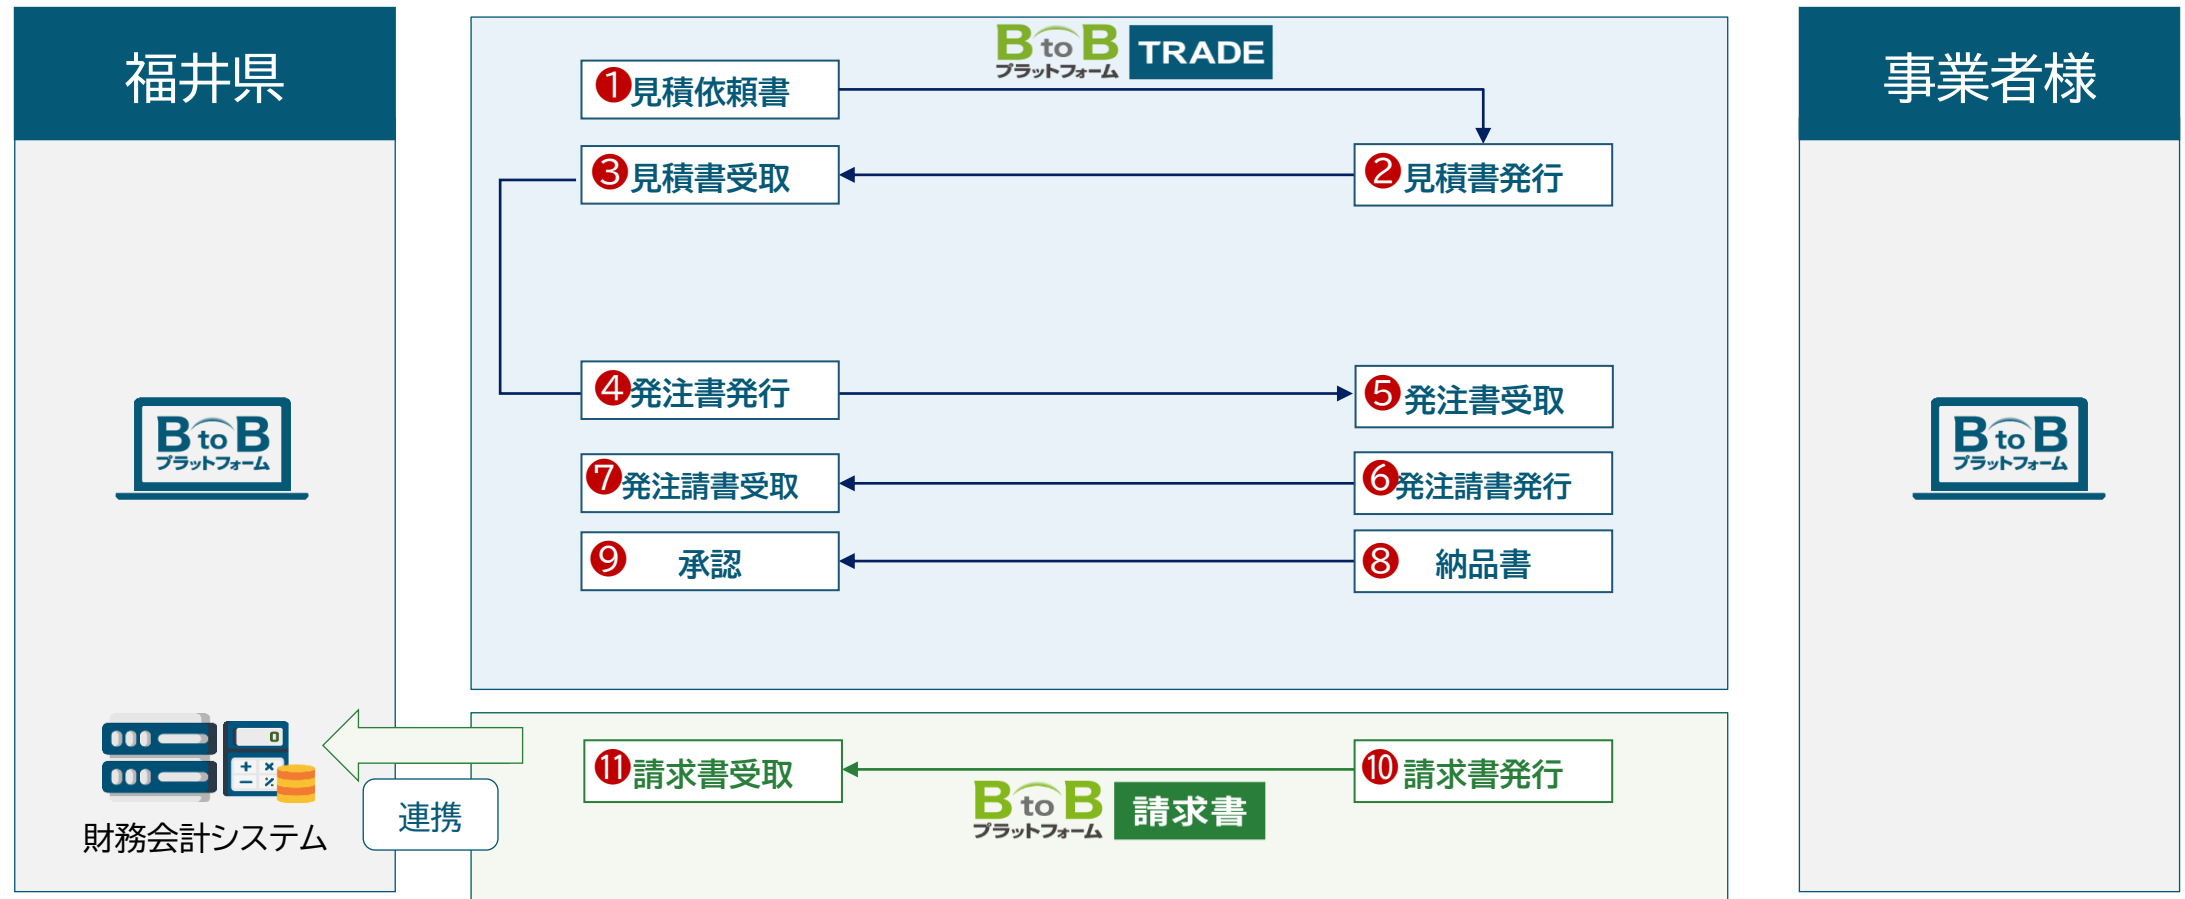 福井県
BtoB
プラットフォーム
TRADE
事業者様
❶見積依頼書
❸見積書受取
❷見積書発行
❹発注書発行
❺発注書受取
BtoB
プラットフォーム
BtoB
プラットフォーム
❼発注請書受取
❻発注請書発行
❾ 承認
❽ 納品書
0
+ ×
− %
財務会計システム
連携
⓫請求書受取
❿請求書発行
BtoB
プラットフォーム
請求書